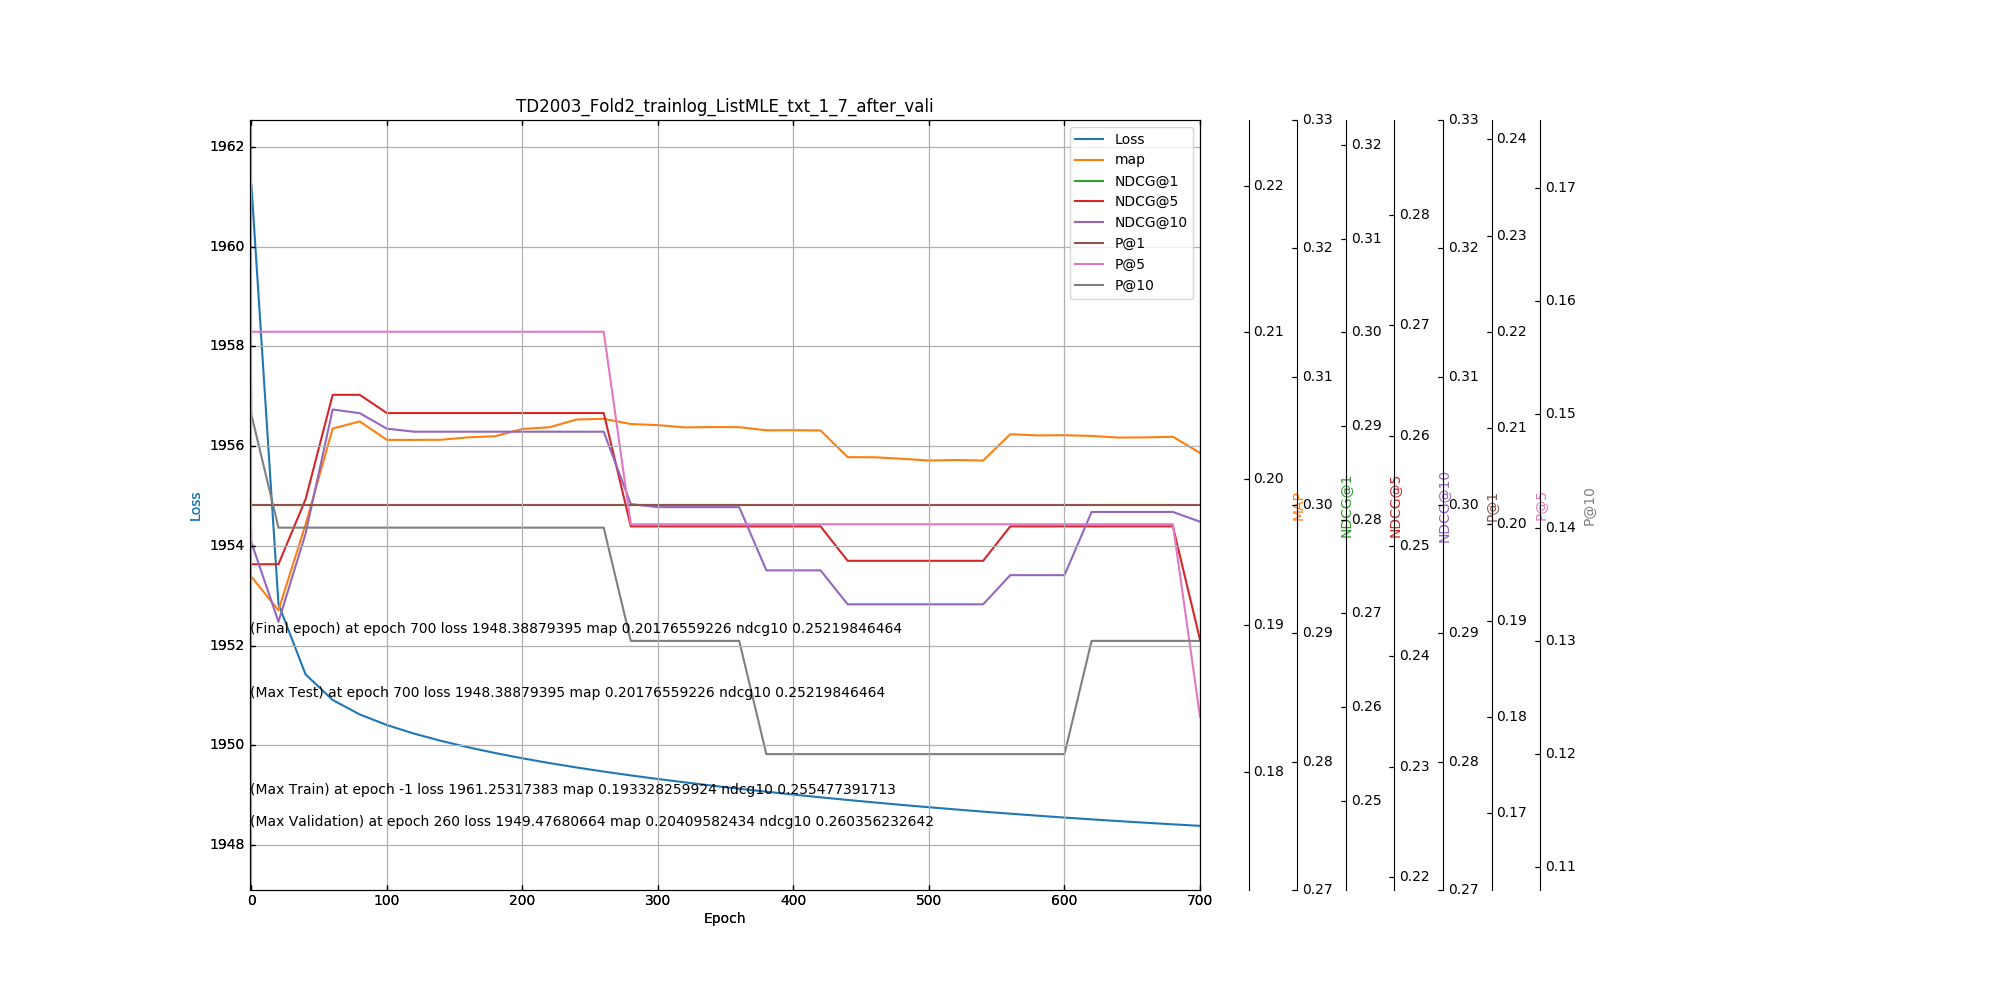 TD2003_Fold2_trainlog_ListMLE_txt_1_7_after_vali
Loss
map
NDCG@1
NDCG@5
NDCG@10
P@1
P@5
P@10
1962
1960
1958
1956
1954
1952
1950
1948
Loss
(Final epoch) at epoch 700 loss 1948.38879395 map 0.20176559226 ndcg10 0.25219846464
(Max Test) at epoch 700 loss 1948.38879395 map 0.20176559226 ndcg10 0.25219846464
(Max Train) at epoch -1 loss 1961.25317383 map 0.193328259924 ndcg10 0.255477391713
(Max Validation) at epoch 260 loss 1949.47680664 map 0.20409582434 ndcg10 0.260356232642
0 100 200 300 400 500 600 700
Epoch
0.22
0.21
0.20
0.19
0.18
MAP
0.33
0.32
0.31
0.30
0.29
0.28
0.27
NDCG@1
0.32
0.31
0.30
0.29
0.28
0.27
0.26
0.25
NDCG@5
0.28
0.27
0.26
0.25
0.24
0.23
0.22
NDCG@10
0.33
0.32
0.31
0.30
0.29
0.28
0.27
P@1
0.24
0.23
0.22
0.21
0.20
0.19
0.18
0.17
P@5
0.17
0.16
0.15
0.14
0.13
0.12
0.11
P@10